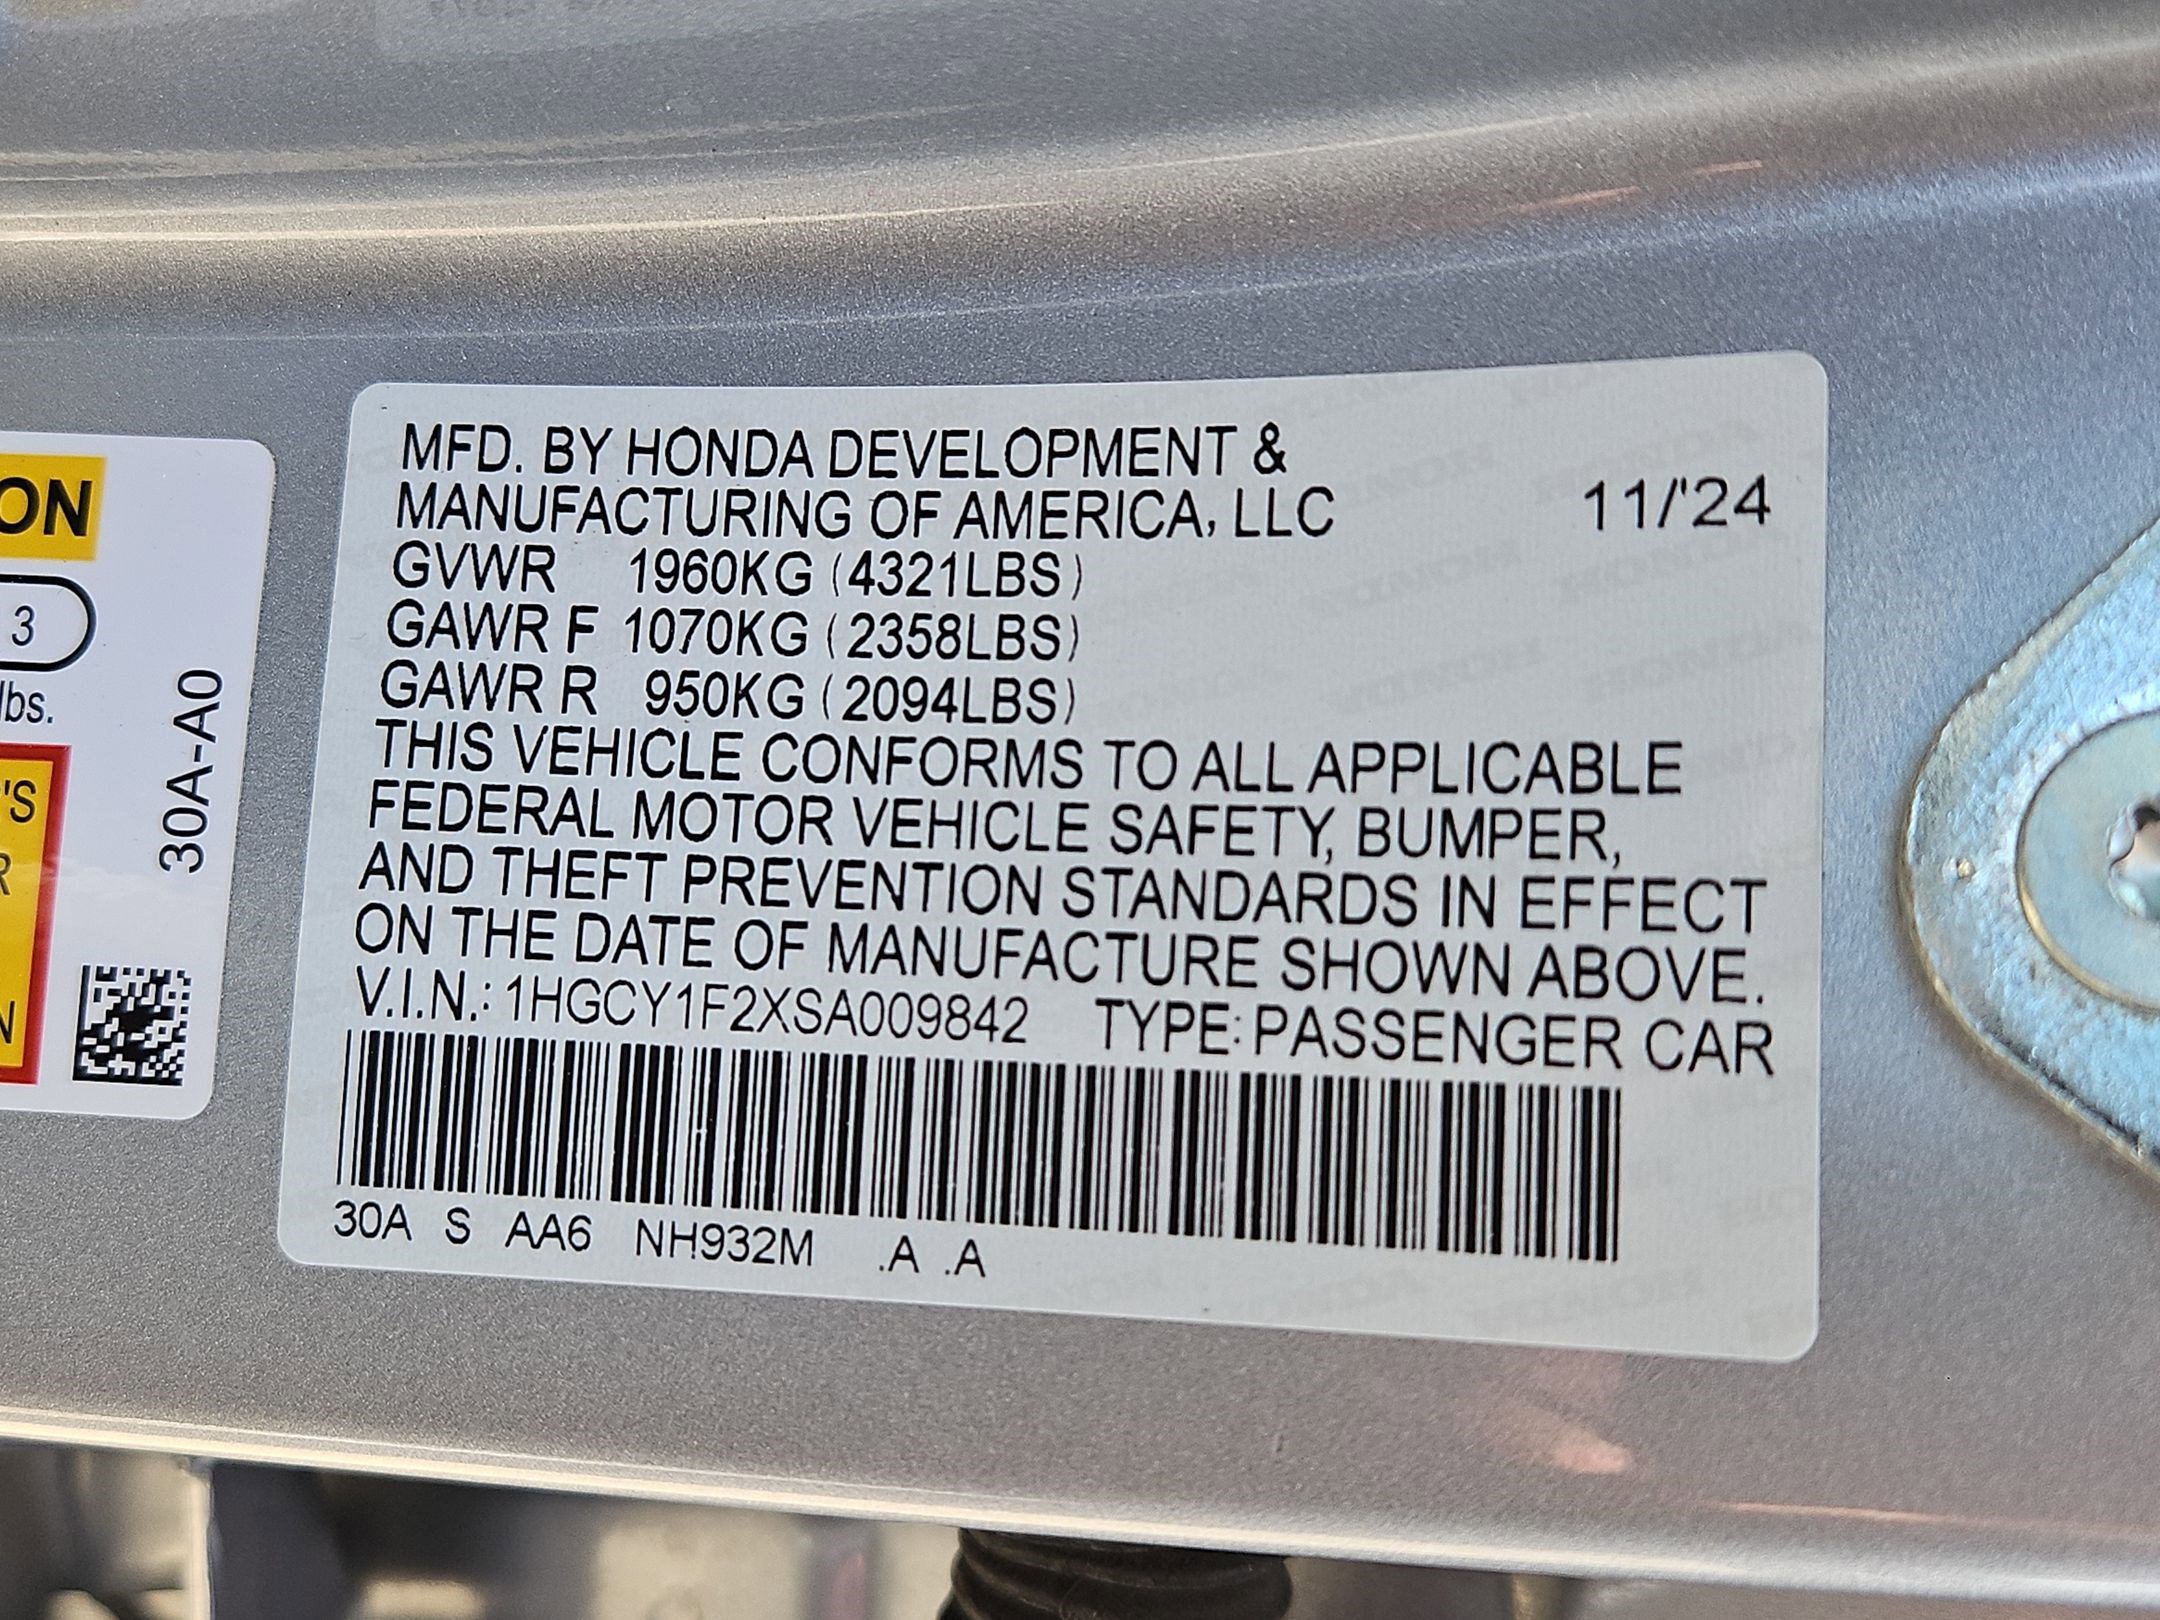 ON
3
lbs.
'S
R
N
30A-A0
MFD. BY HONDA DEVELOPMENT &
MANUFACTURING OF AMERICA, LLC 11/'24
GVWR 1960KG (4321LBS)
GAWR F 1070KG (2358LBS)
GAWR R 950KG (2094LBS)
THIS VEHICLE CONFORMS TO ALL APPLICABLE
FEDERAL MOTOR VEHICLE SAFETY, BUMPER,
AND THEFT PREVENTION STANDARDS IN EFFECT
ON THE DATE OF MANUFACTURE SHOWN ABOVE.
V.I.N.: 1HGCY1F2XSA009842 TYPE: PASSENGER CAR
30A S AA6 NH932M .A .A